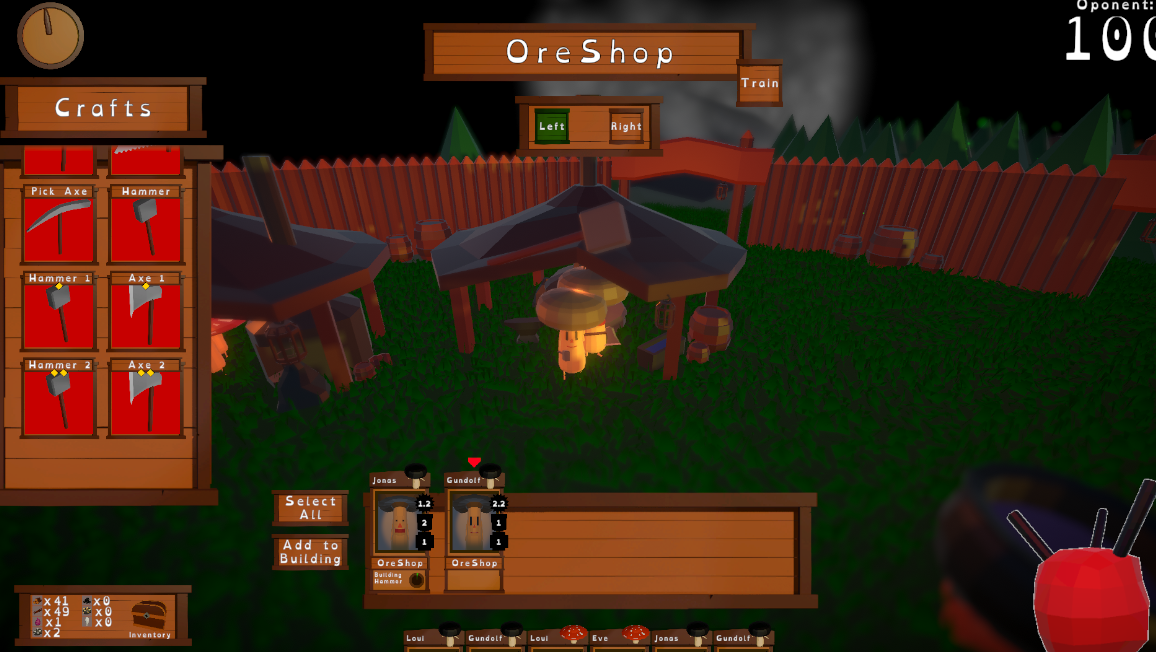 Oponent:
100
OreShop
Train
Left
Right
Crafts
Pick Axe
Hammer
Hammer 1
Axe 1
Hammer 2
Axe 2
Select
All
Add to
Building
Jonas
1.2
2
1
OreShop
Building
Hammer
Gundolf
2.2
1
1
OreShop
x41
x0
x49
x0
x1
x0
x2
Inventory
Loui
Gundolf
Loui
Eve
Jonas
Gundolf